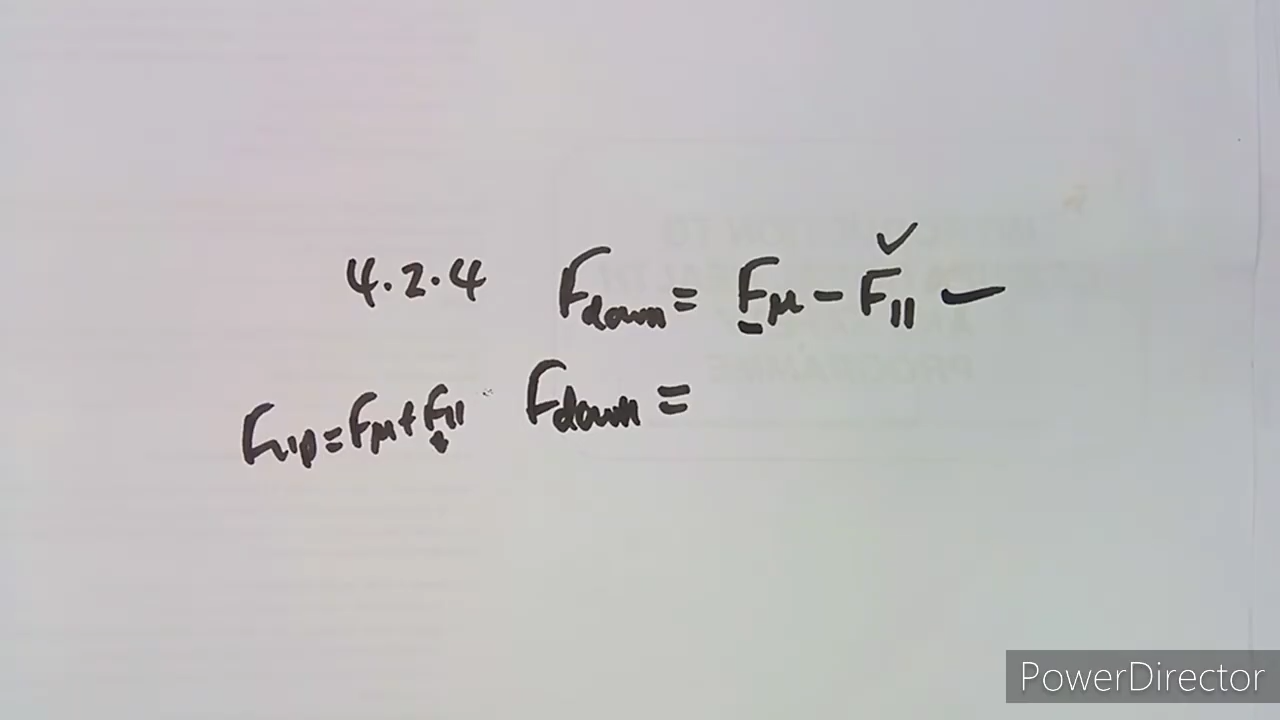 4.2.4 Fdown = Fμ - F||
Fup = Fμ + F|| Fdown =
PowerDirector